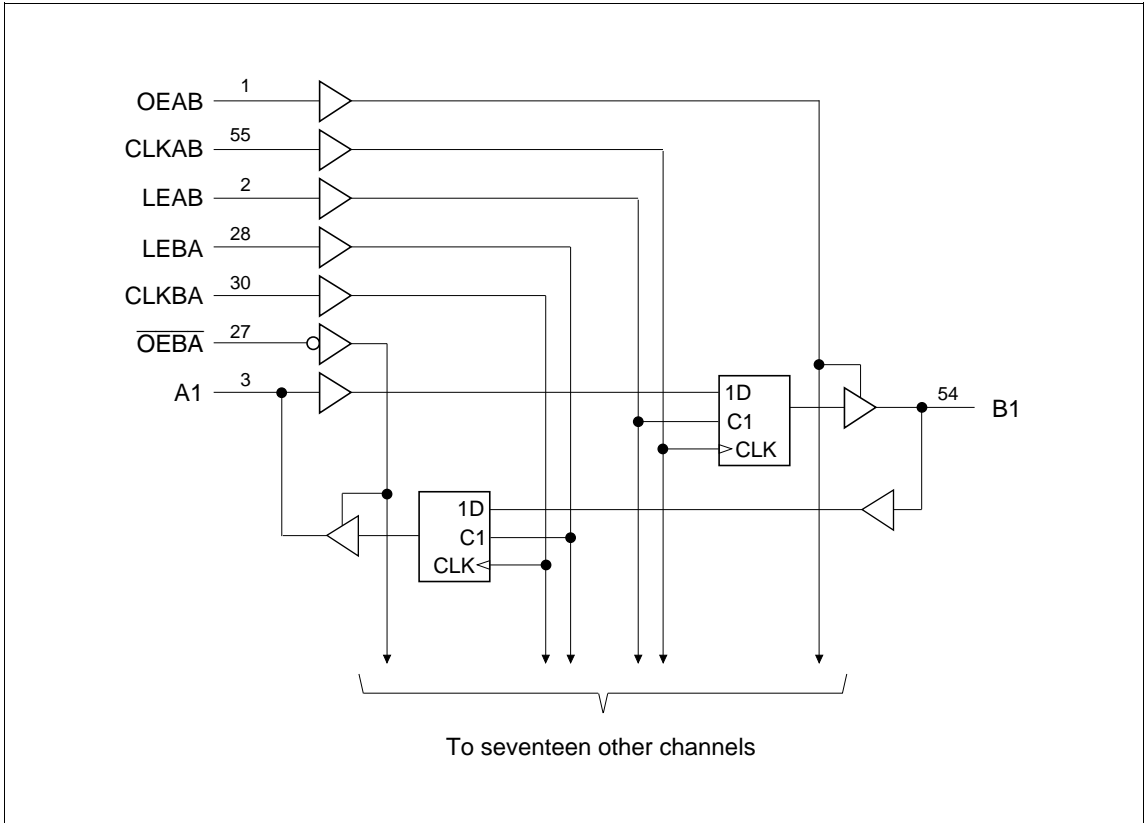 OEAB 1
CLKAB 55
LEAB 2
LEBA 28
CLKBA 30
OEBA 27
A1 3
1D
C1
CLK
54 B1
1D
C1
CLK
To seventeen other channels